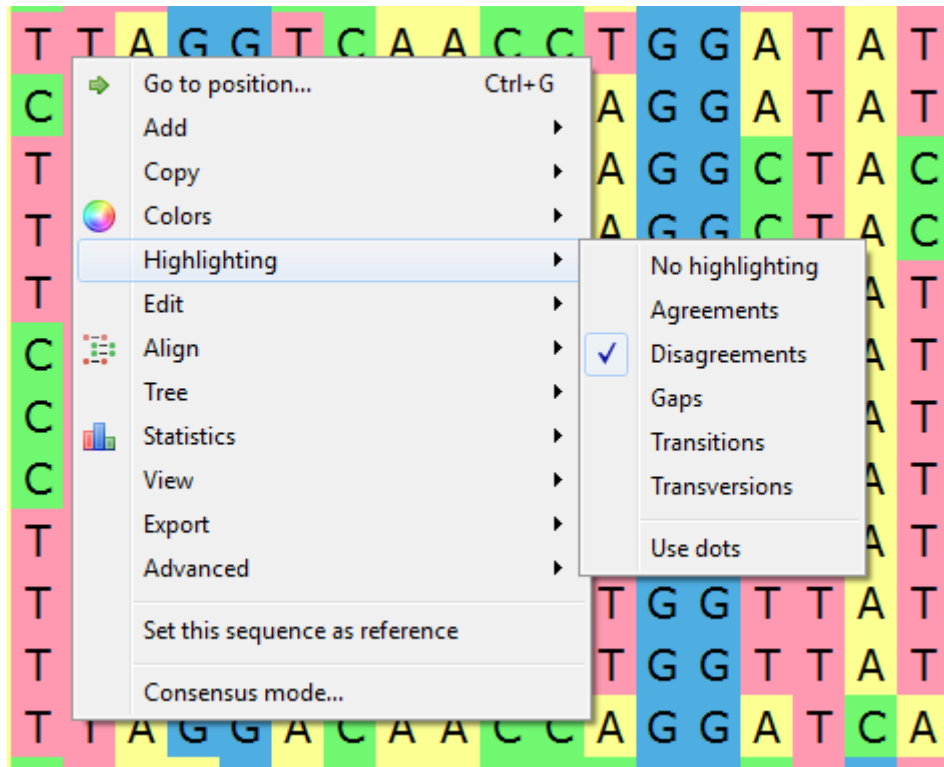 T T A G G T C A A C C T G G A T A T
C A G G A T A T
T A G G C T A C
T A G G C T A C
T A T
C A T
C A T
C A T
T A T
T T G G T T A T
T T G G T T A T
T T A G G A C A A C C A G G A T C A
Go to position... Ctrl+G
Add
Copy
Colors
Highlighting
Edit
Align
Tree
Statistics
View
Export
Advanced
Set this sequence as reference
Consensus mode...
No highlighting
Agreements
Disagreements
Gaps
Transitions
Transversions
Use dots